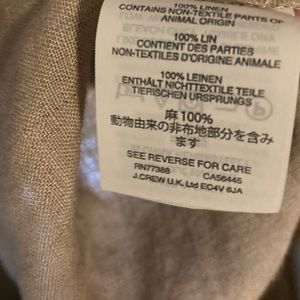 100% LINEN
CONTAINS NON-TEXTILE PARTS OF
ANIMAL ORIGIN
100% LIN
CONTIENT DES PARTIES
NON-TEXTILES D'ORIGINE ANIMALE
100% LEINEN
ENTHÄLT NICHTTEXTILE TEILE
TIERISCHEN URSPRUNGS
麻 100%
動物由来の非布地部分を含み
ます
SEE REVERSE FOR CARE
RN77388 CA56445
J.CREW U.K. Ltd EC4V 6JA